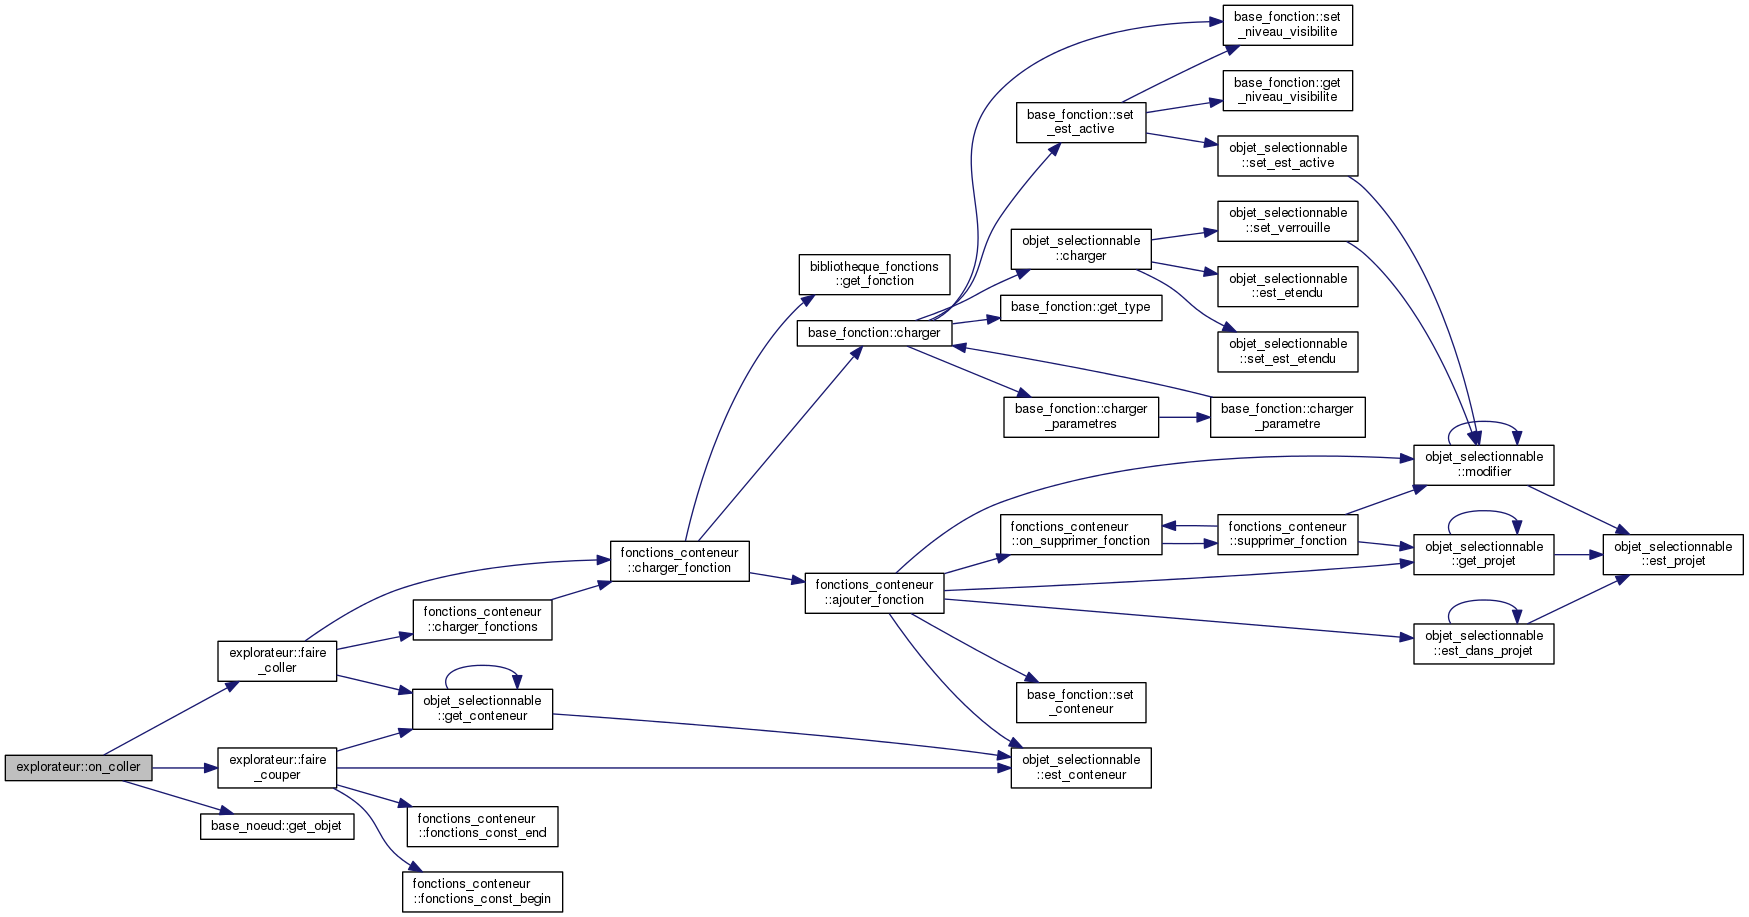 base_fonction::set
_niveau_visibilite
base_fonction::get
_niveau_visibilite
base_fonction::set
_est_active
objet_selectionnable
::set_est_active
objet_selectionnable
::set_verrouille
objet_selectionnable
::charger
bibliotheque_fonctions
::get_fonction
objet_selectionnable
::est_etendu
base_fonction::get_type
base_fonction::charger
objet_selectionnable
::set_est_etendu
base_fonction::charger
_parametres
base_fonction::charger
_parametre
objet_selectionnable
::modifier
fonctions_conteneur
::on_supprimer_fonction
fonctions_conteneur
::supprimer_fonction
objet_selectionnable
::get_projet
objet_selectionnable
::est_projet
fonctions_conteneur
::charger_fonction
fonctions_conteneur
::ajouter_fonction
fonctions_conteneur
::charger_fonctions
explorateur::faire
_coller
objet_selectionnable
::est_dans_projet
objet_selectionnable
::get_conteneur
base_fonction::set
_conteneur
explorateur::on_coller
explorateur::faire
_couper
objet_selectionnable
::est_conteneur
base_noeud::get_objet
fonctions_conteneur
::fonctions_const_end
fonctions_conteneur
::fonctions_const_begin